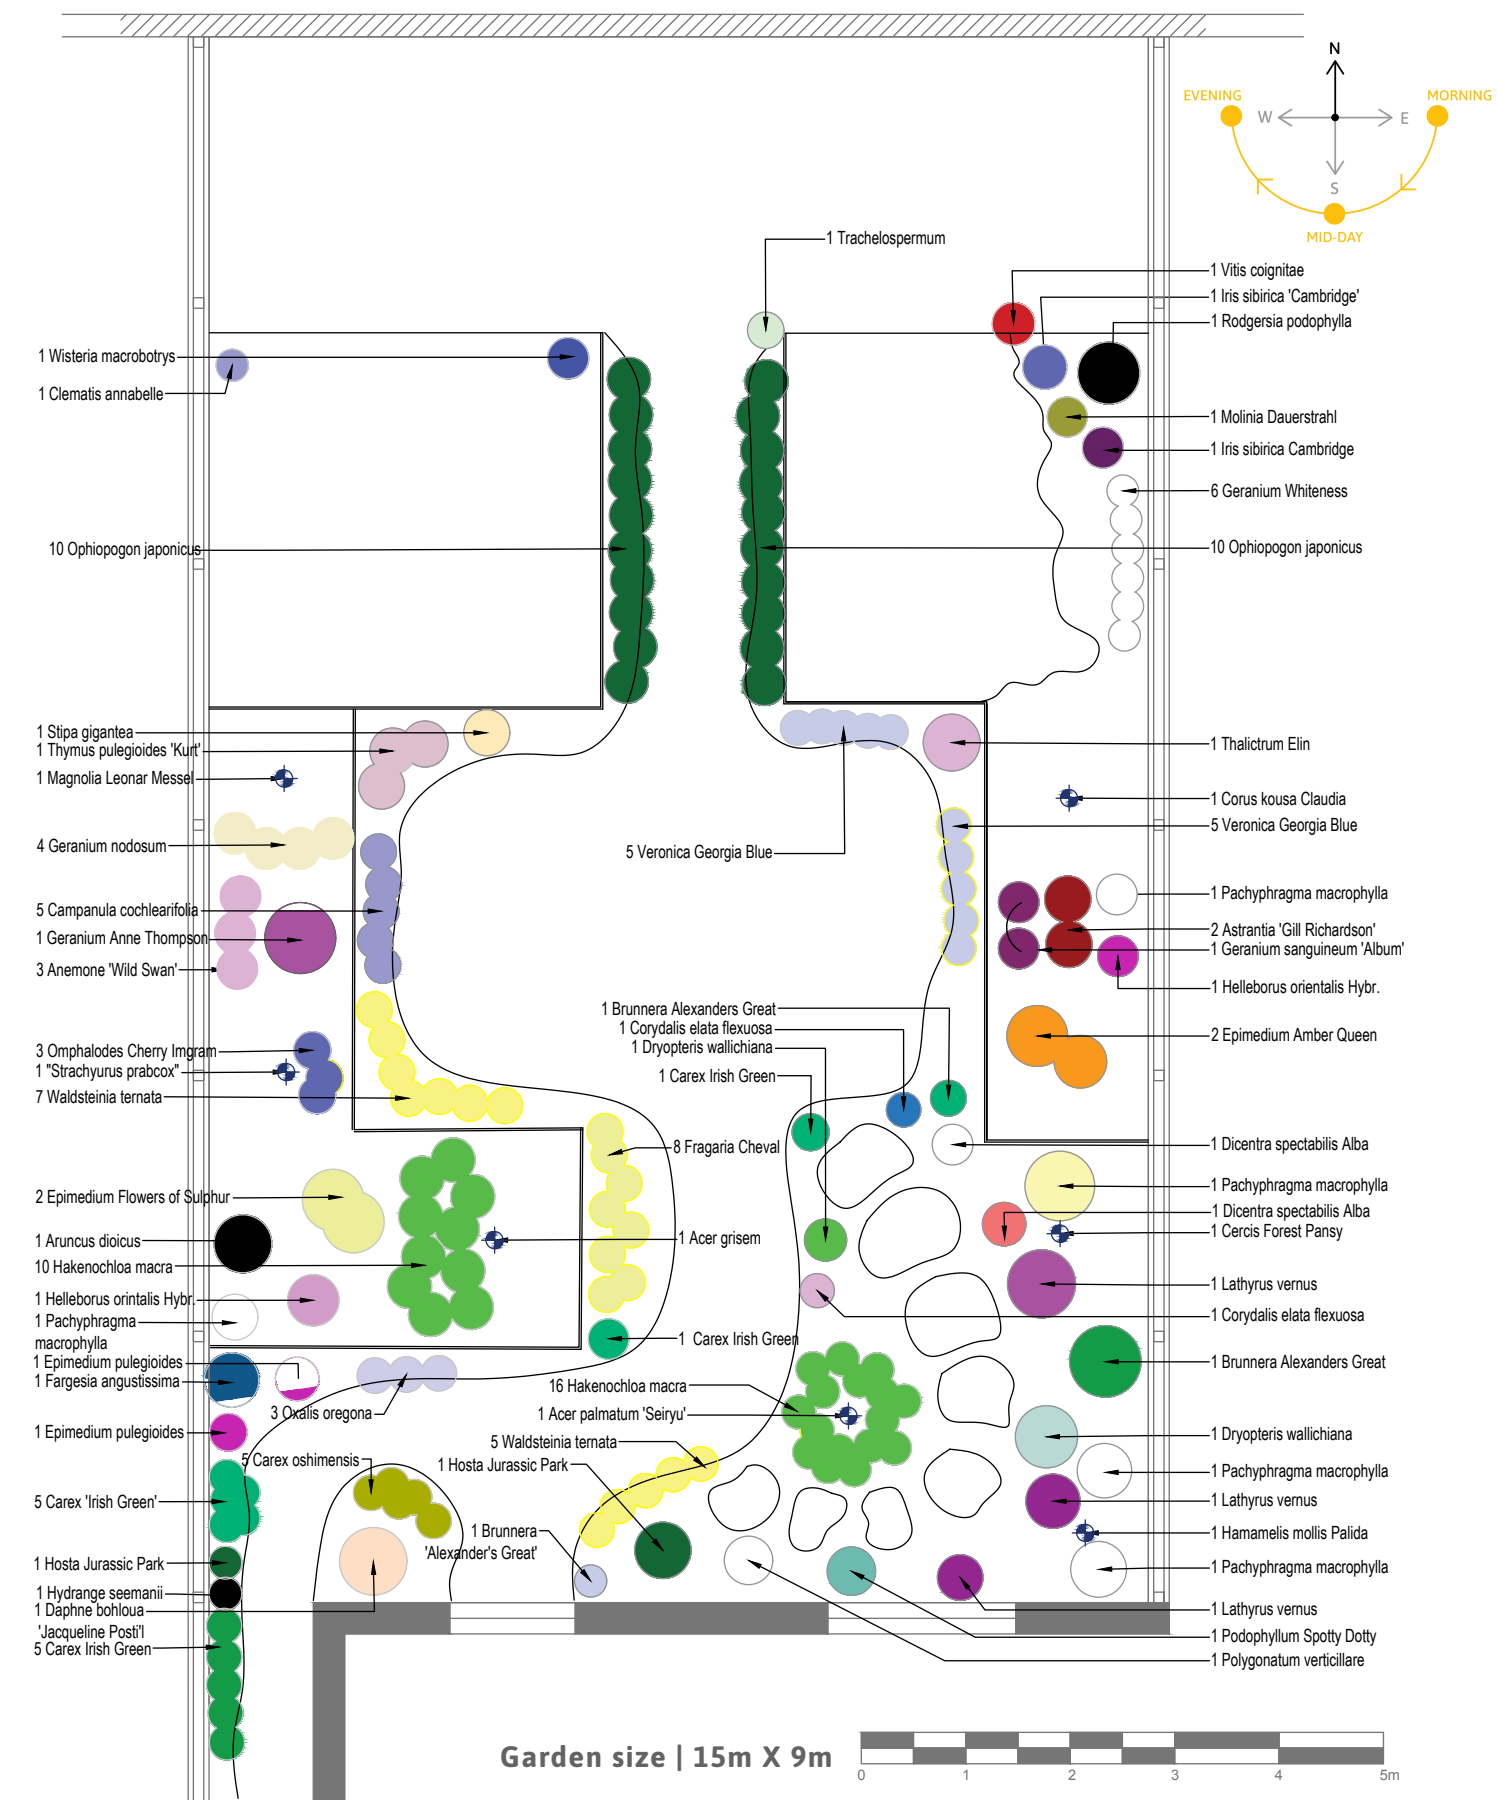 N
EVENING
MORNING
W
E
S
MID-DAY
1 Trachelospermum
1 Vitis coignitae
1 Iris sibirica 'Cambridge'
1 Rodgersia podophylla
1 Wisteria macrobotrys
1 Clematis annabelle
1 Molinia Dauerstrahl
1 Iris sibirica Cambridge
6 Geranium Whiteness
10 Ophiopogon japonicus
10 Ophiopogon japonicus
1 Stipa gigantea
1 Thymus pulegioides 'Kurt'
1 Magnolia Leonar Messel
4 Geranium nodosum
5 Campanula cochlearifolia
1 Geranium Anne Thompson
3 Anemone 'Wild Swan'
3 Omphalodes Cherry Imgram
1 "Strachyurus prabcox"
7 Waldsteinia ternata
2 Epimedium Flowers of Sulphur
1 Aruncus dioicus
10 Hakenochloa macra
1 Helleborus orintalis Hybr.
1 Pachyphragma
macrophylla
1 Epimedium pulegioides
1 Fargesia angustissima
3 Oxalis oregona
1 Epimedium pulegioides
5 Carex oshimensis
5 Carex 'Irish Green'
1 Hosta Jurassic Park
1 Hydrange seemanii
1 Daphne bohloua
'Jacqueline Posti'l
5 Carex Irish Green
5 Veronica Georgia Blue
1 Brunnera Alexanders Great
1 Corydalis elata flexuosa
1 Dryopteris wallichiana
1 Carex Irish Green
8 Fragaria Cheval
1 Acer grisem
1 Carex Irish Green
16 Hakenochloa macra
1 Acer palmatum 'Seiryu'
5 Waldsteinia ternata
1 Hosta Jurassic Park
1 Brunnera
'Alexander's Great'
1 Thalictrum Elin
1 Corus kousa Claudia
5 Veronica Georgia Blue
1 Pachyphragma macrophylla
2 Astrantia 'Gill Richardson'
1 Geranium sanguineum 'Album'
1 Helleborus orientalis Hybr.
2 Epimedium Amber Queen
1 Dicentra spectabilis Alba
1 Pachyphragma macrophylla
1 Dicentra spectabilis Alba
1 Cercis Forest Pansy
1 Lathyrus vernus
1 Corydalis elata flexuosa
1 Brunnera Alexanders Great
1 Dryopteris wallichiana
1 Pachyphragma macrophylla
1 Lathyrus vernus
1 Hamamelis mollis Palida
1 Pachyphragma macrophylla
1 Lathyrus vernus
1 Podophyllum Spotty Dotty
1 Polygonatum verticillare
Garden size | 15m X 9m
0 1 2 3 4 5m